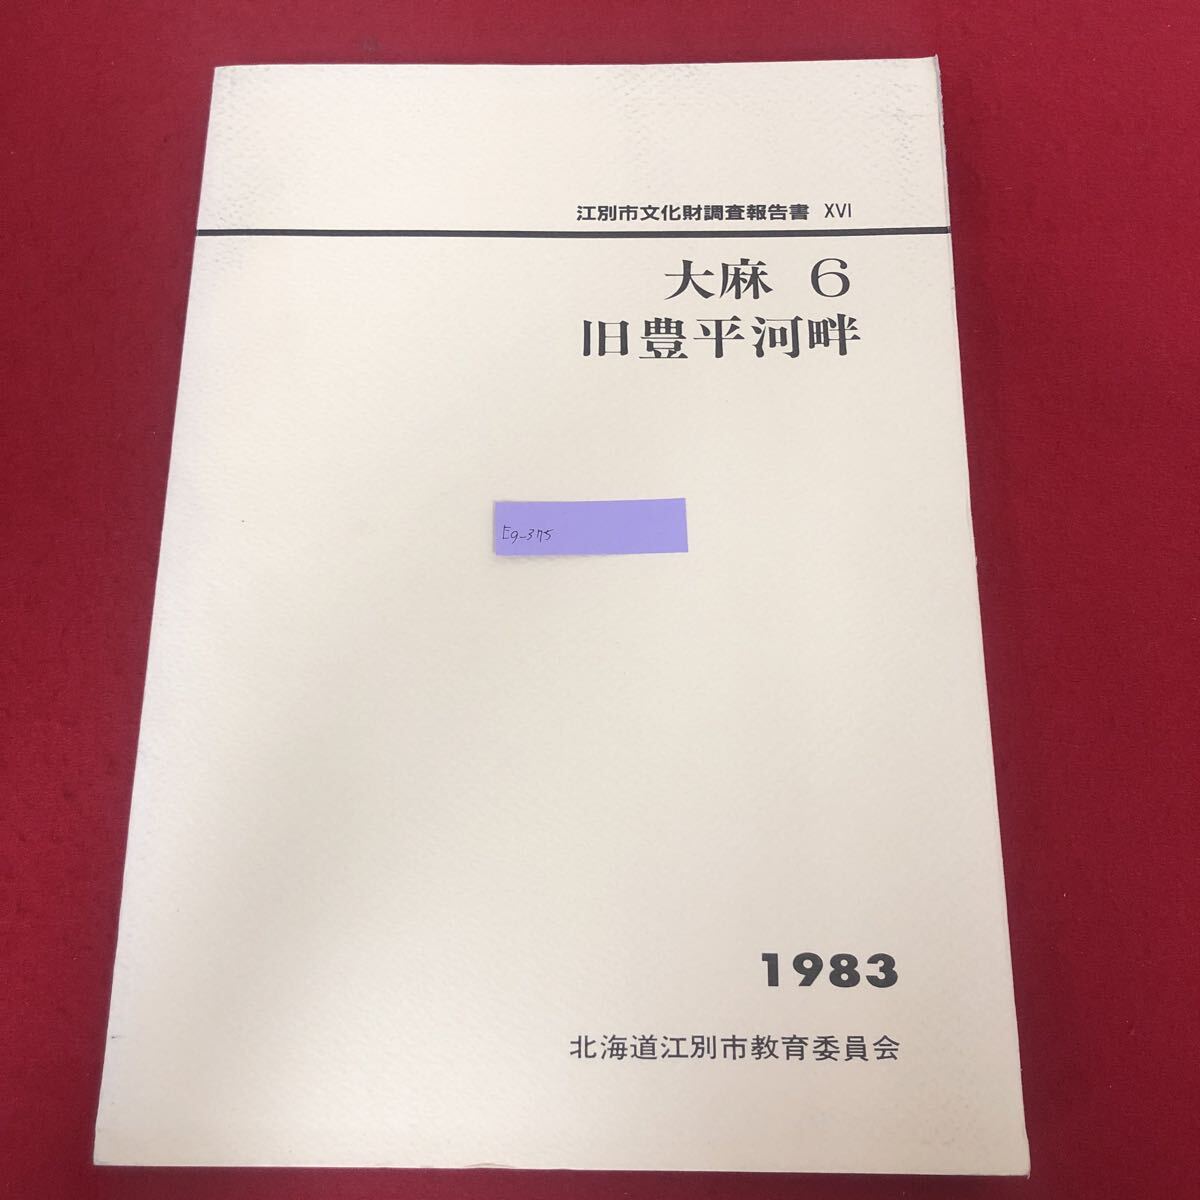 江別市文化財調査報告書 XVI
大麻 6
旧豊平河畔
Eg-375
1983
北海道江別市教育委員会